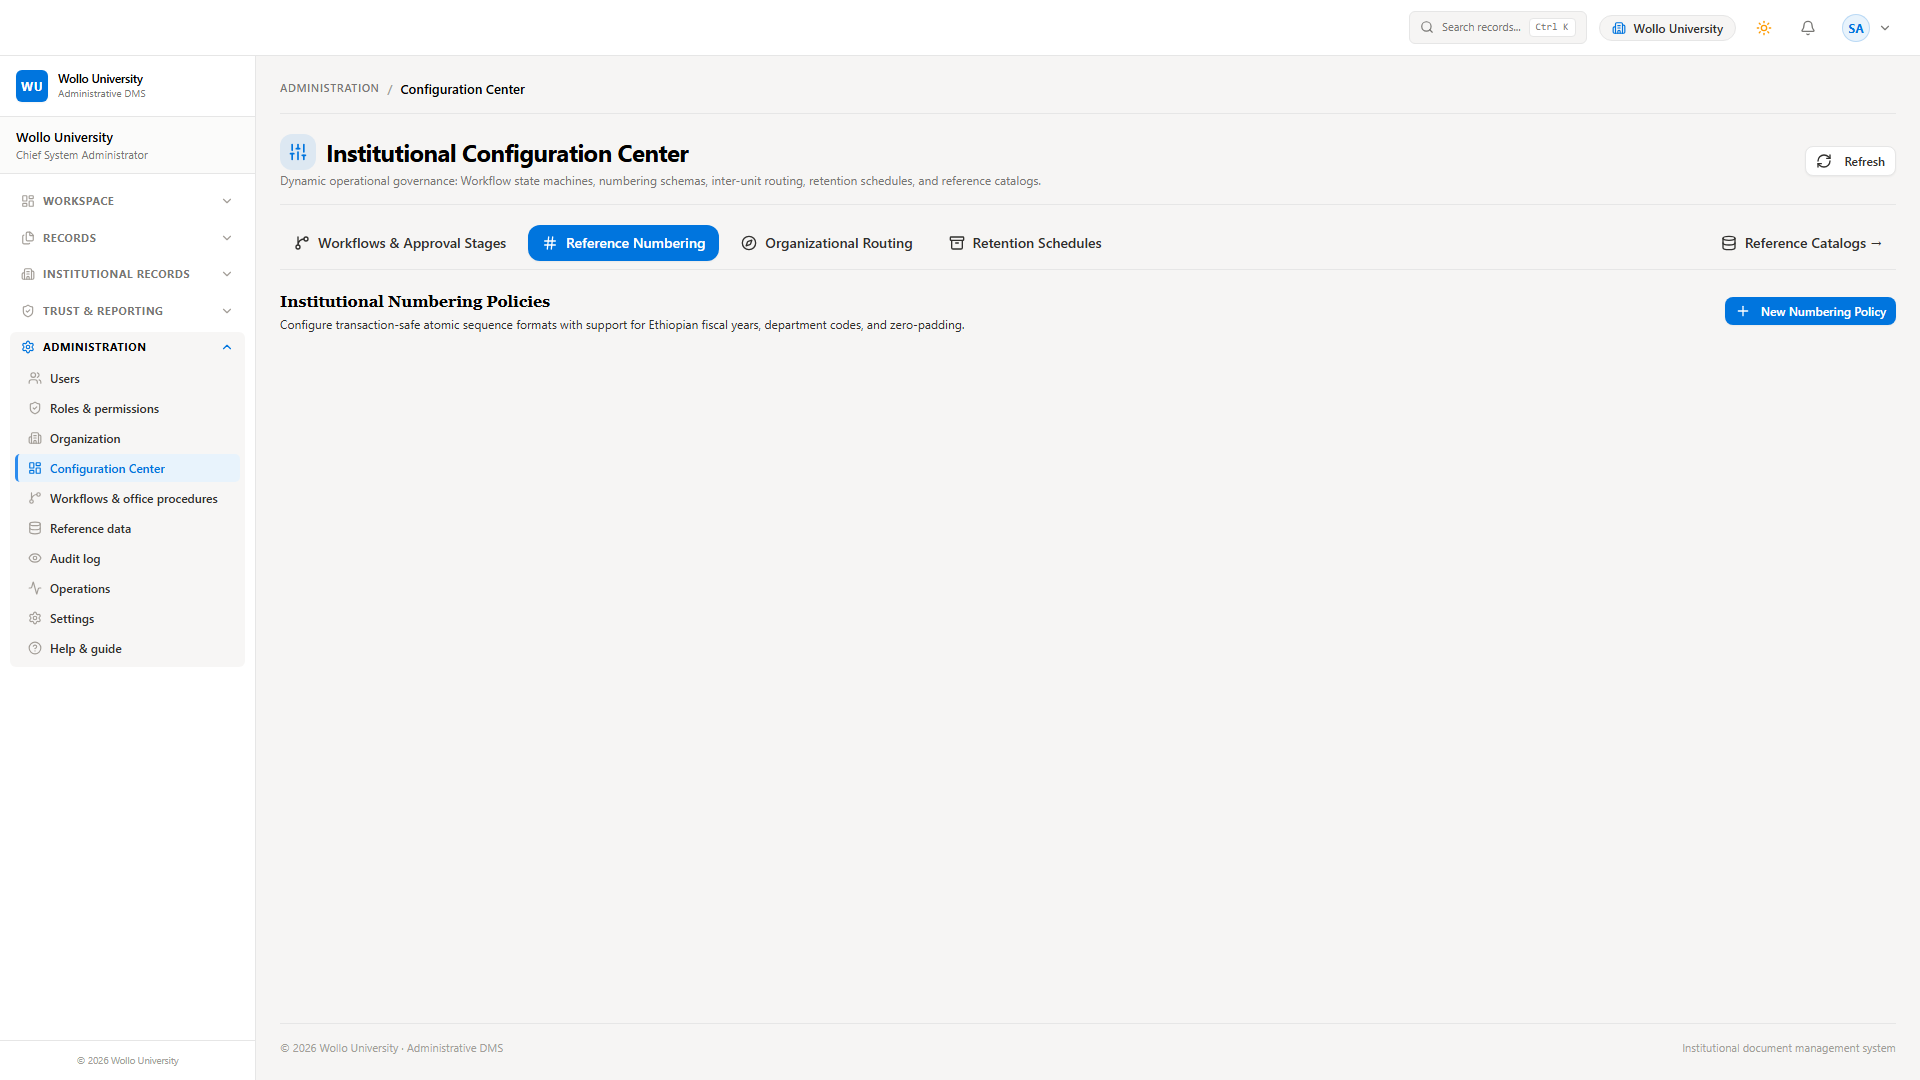 Search records... Ctrl K
Wollo University
SA
WU
Wollo University
Administrative DMS
Wollo University
Chief System Administrator
WORKSPACE
RECORDS
INSTITUTIONAL RECORDS
TRUST & REPORTING
ADMINISTRATION
Users
Roles & permissions
Organization
Configuration Center
Workflows & office procedures
Reference data
Audit log
Operations
Settings
Help & guide
© 2026 Wollo University
ADMINISTRATION / Configuration Center
Institutional Configuration Center
Dynamic operational governance: Workflow state machines, numbering schemas, inter-unit routing, retention schedules, and reference catalogs.
Refresh
Workflows & Approval Stages
Reference Numbering
Organizational Routing
Retention Schedules
Reference Catalogs →
Institutional Numbering Policies
Configure transaction-safe atomic sequence formats with support for Ethiopian fiscal years, department codes, and zero-padding.
New Numbering Policy
© 2026 Wollo University · Administrative DMS
Institutional document management system